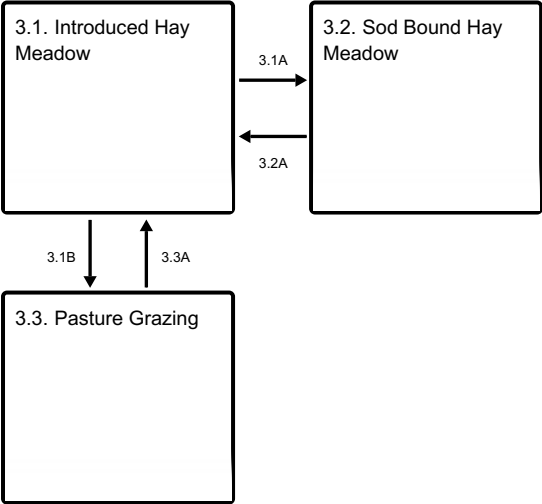 3.1. Introduced Hay
Meadow
3.1A
3.2. Sod Bound Hay
Meadow
3.2A
3.1B
3.3A
3.3. Pasture Grazing